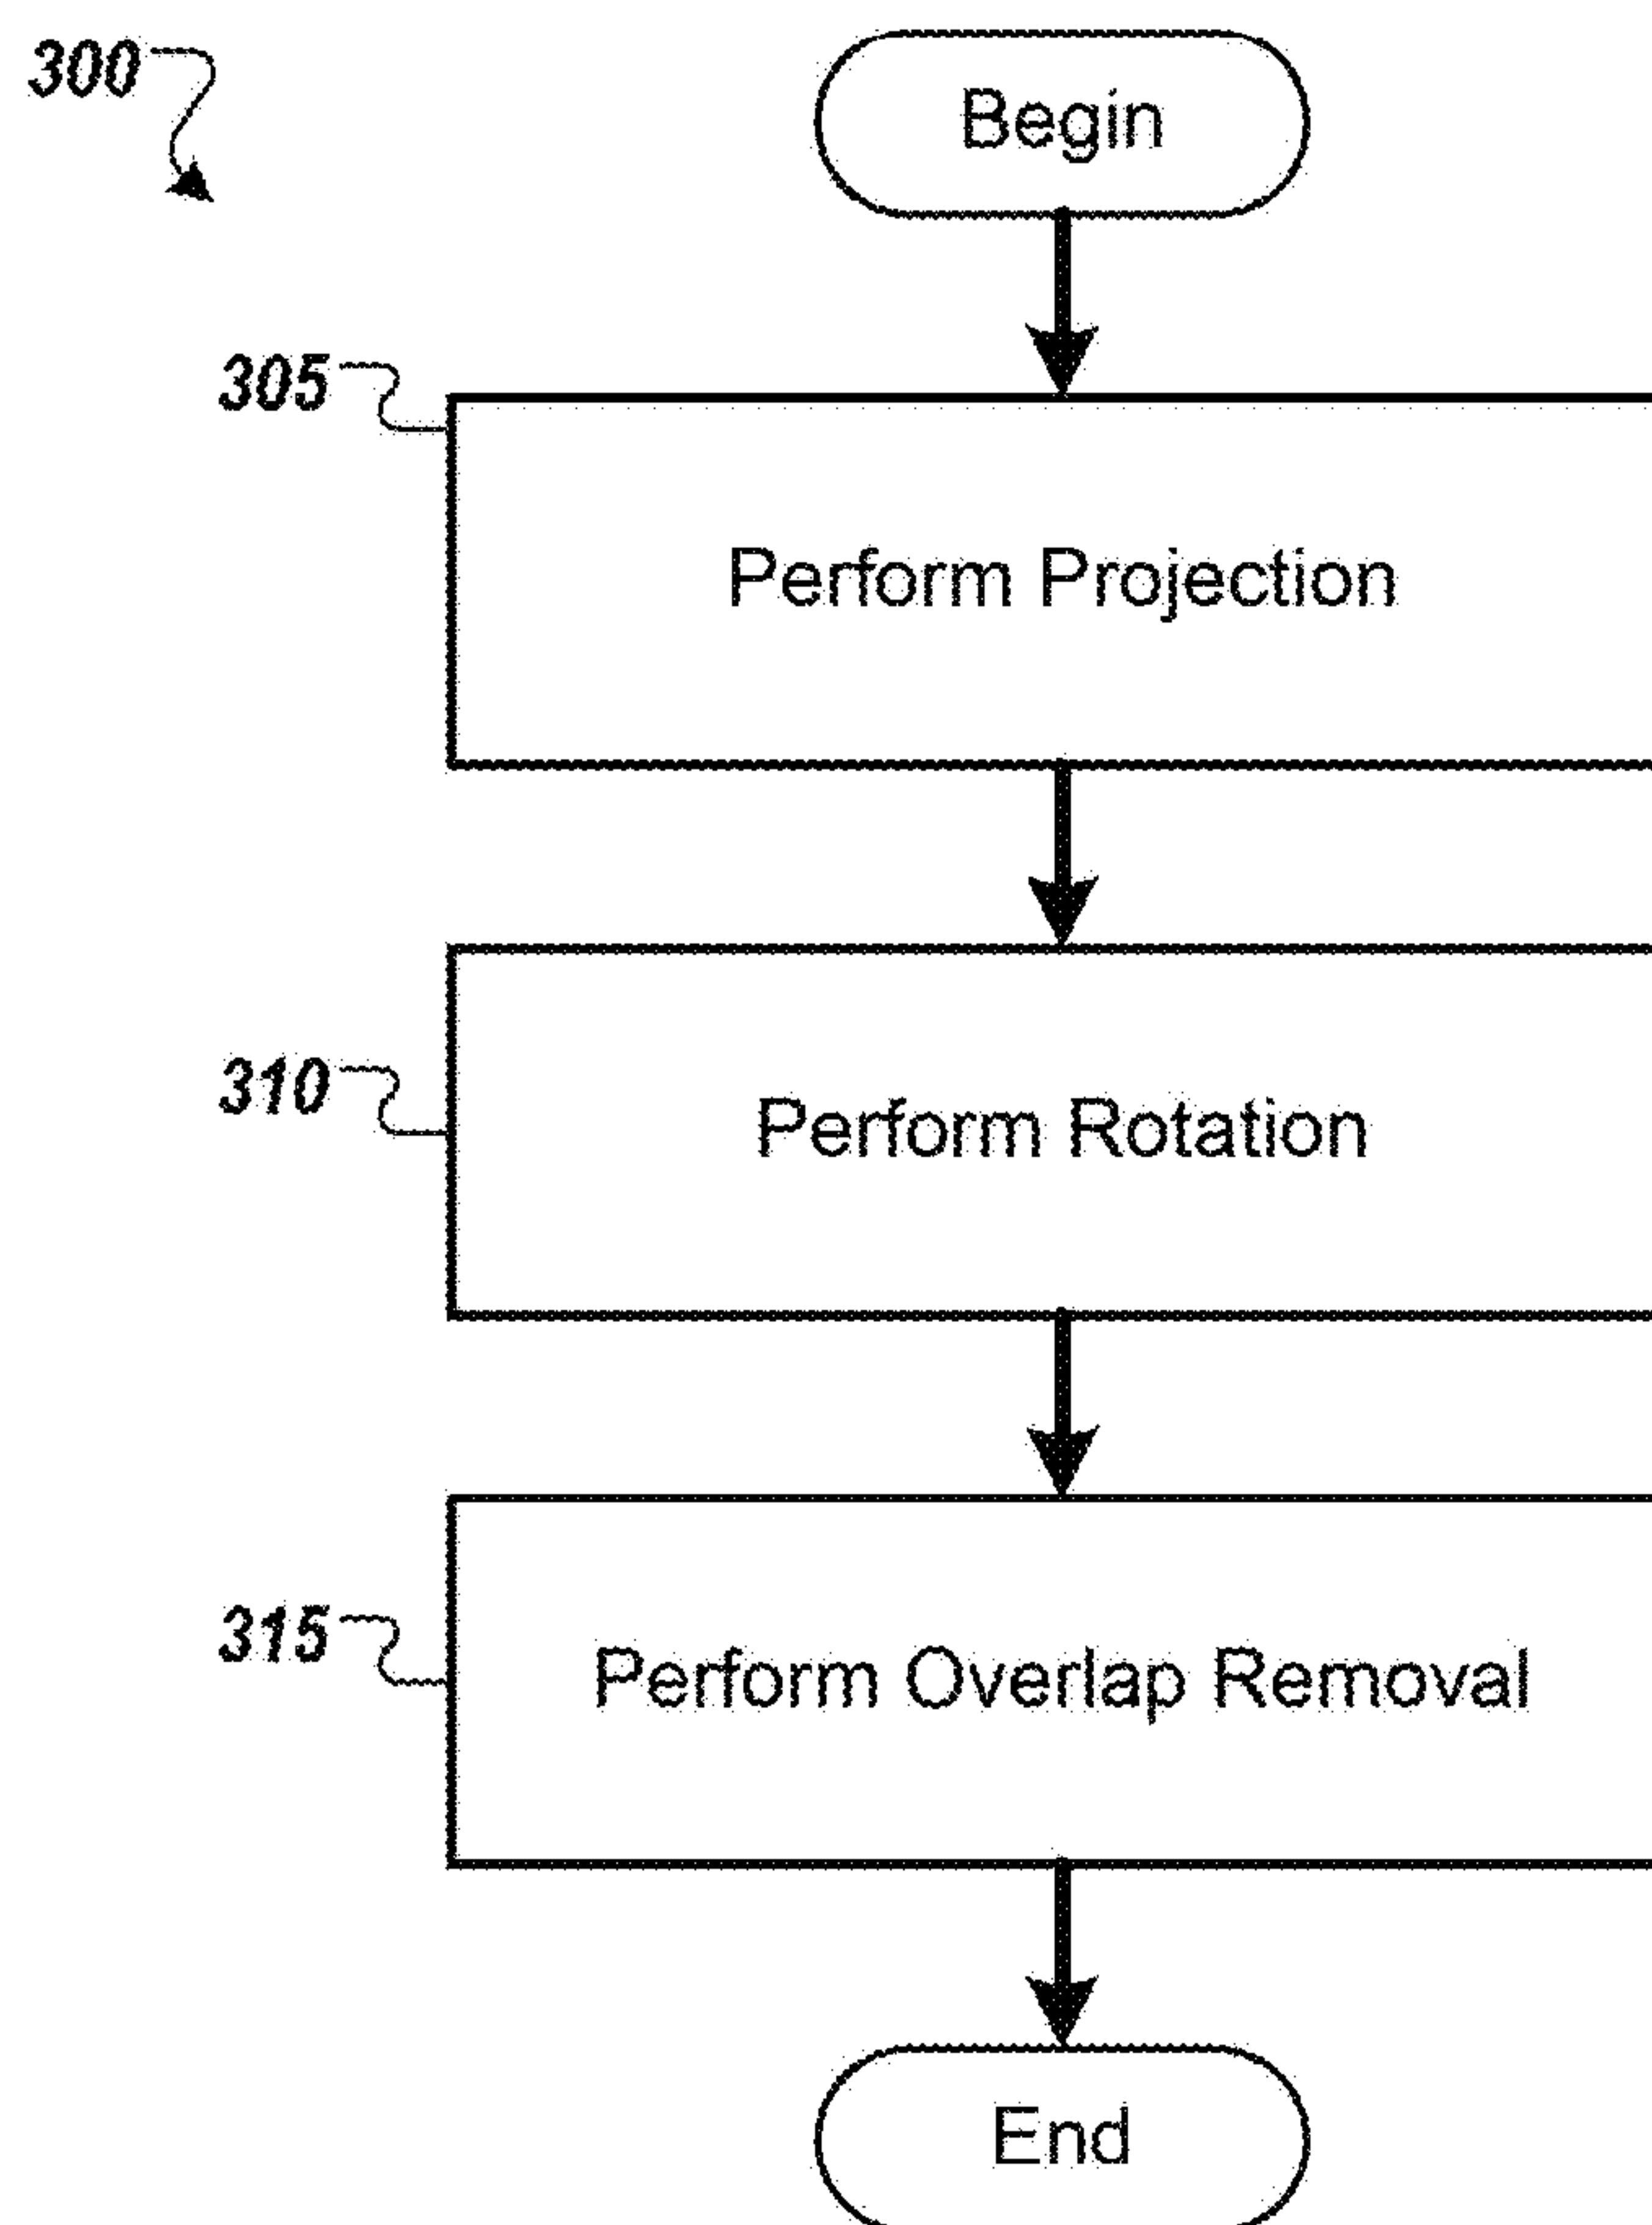 300
Begin
305
Perform Projection
310
Perform Rotation
315
Perform Overlap Removal
End